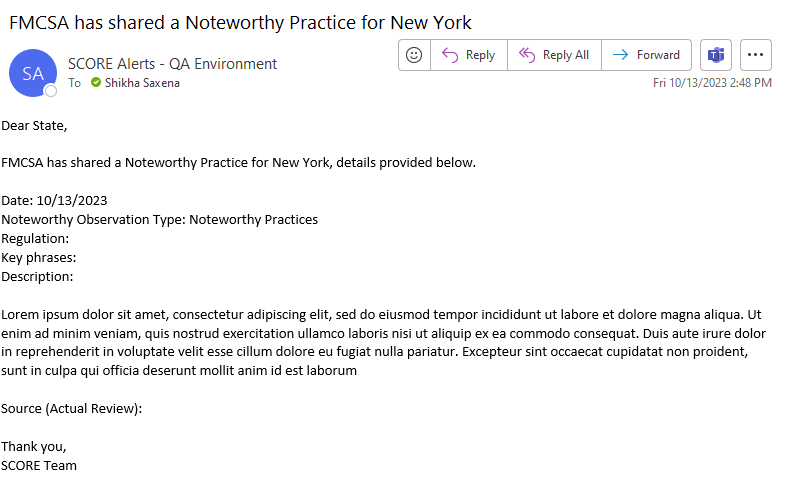 FMCSA has shared a Noteworthy Practice for New York
SA
SCORE Alerts - QA Environment
To Shikha Saxena
Reply
Reply All
Forward
Fri 10/13/2023 2:48 PM
Dear State,
FMCSA has shared a Noteworthy Practice for New York, details provided below.
Date: 10/13/2023
Noteworthy Observation Type: Noteworthy Practices
Regulation:
Key phrases:
Description:
Lorem ipsum dolor sit amet, consectetur adipiscing elit, sed do eiusmod tempor incididunt ut labore et dolore magna aliqua. Ut
enim ad minim veniam, quis nostrud exercitation ullamco laboris nisi ut aliquip ex ea commodo consequat. Duis aute irure dolor
in reprehenderit in voluptate velit esse cillum dolore eu fugiat nulla pariatur. Excepteur sint occaecat cupidatat non proident,
sunt in culpa qui officia deserunt mollit anim id est laborum
Source (Actual Review):
Thank you,
SCORE Team